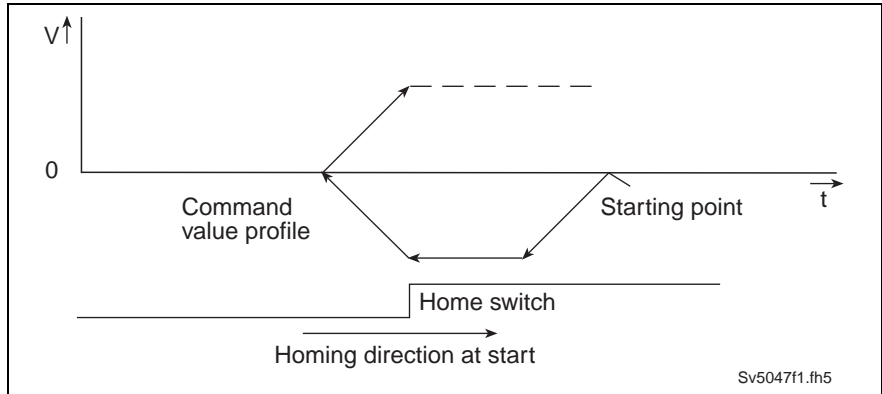 V
0
t
Command
value profile
Starting point
Home switch
Homing direction at start
Sv5047f1.fh5